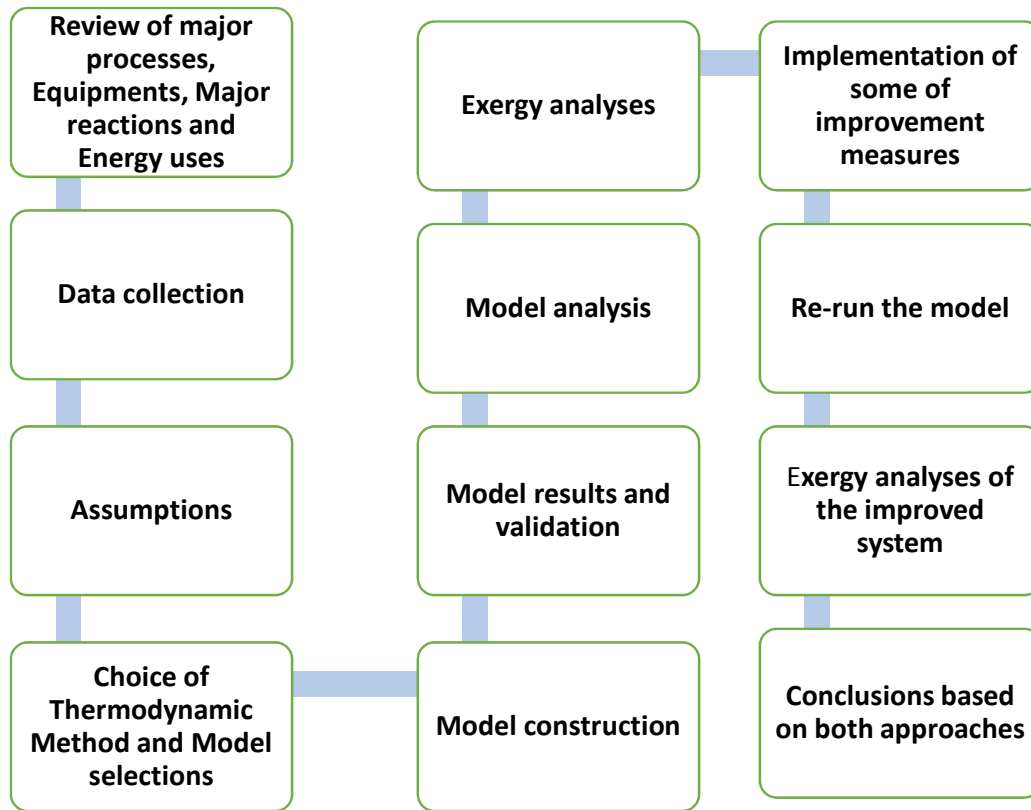 Review of major
processes,
Equipments, Major
reactions and
Energy uses
Data collection
Assumptions
Choice of
Thermodynamic
Method and Model
selections
Model construction
Model results and
validation
Model analysis
Exergy analyses
Implementation of
some of
improvement
measures
Re-run the model
Exergy analyses of
the improved
system
Conclusions based
on both approaches